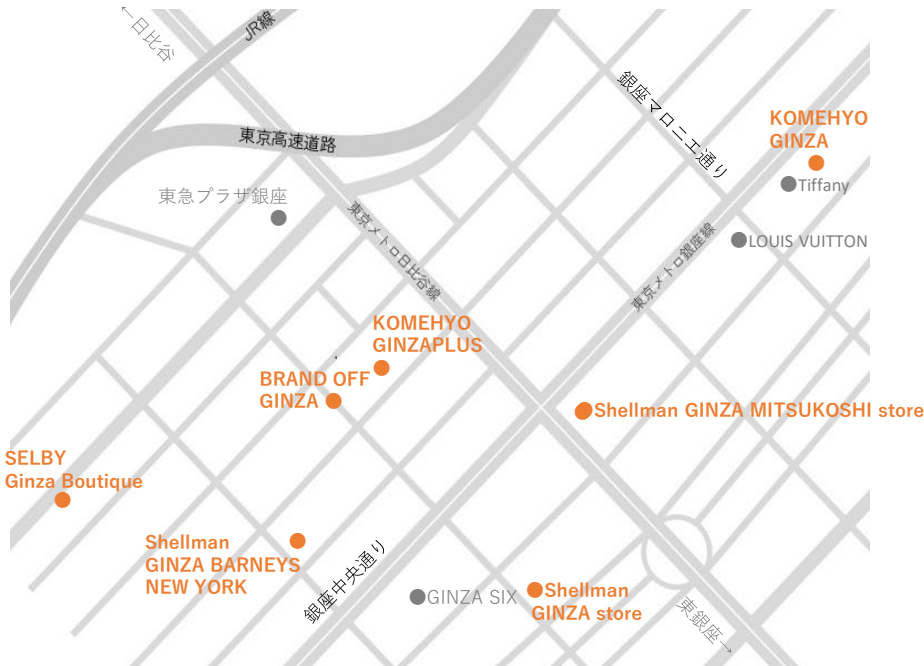 ←日比谷
JR線
東京高速道路
銀座マロニエ通り
KOMEHYO
GINZA
Tiffany
東急プラザ銀座
東京メトロ日比谷線
東京メトロ銀座線
LOUIS VUITTON
KOMEHYO
GINZAPLUS
BRAND OFF
GINZA
Shellman GINZA MITSUKOSHI store
SELBY
Ginza Boutique
Shellman
GINZA BARNEYS
NEW YORK
銀座中央通り
GINZA SIX
Shellman
GINZA store
東銀座→